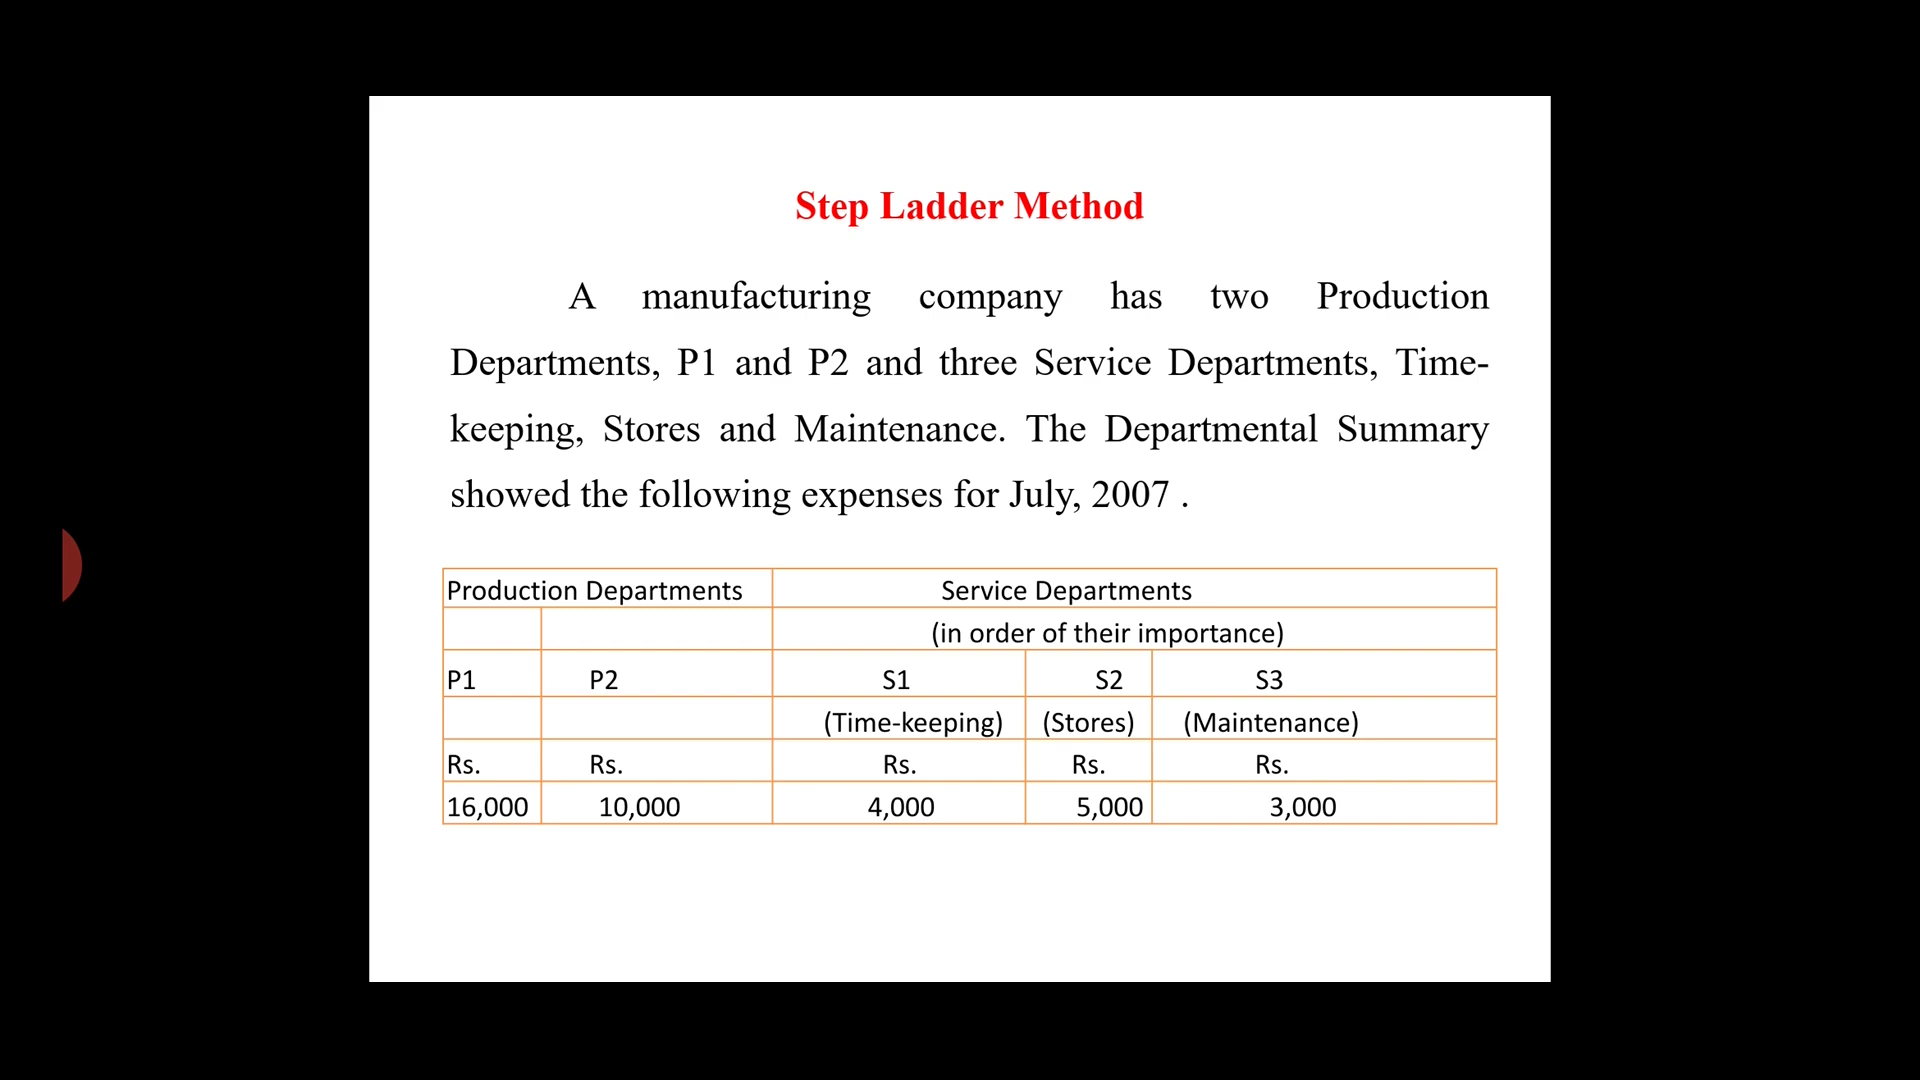 Step Ladder Method
A manufacturing company has two Production
Departments, P1 and P2 and three Service Departments, Time-
keeping, Stores and Maintenance. The Departmental Summary
showed the following expenses for July, 2007 .
Production Departments Service Departments
(in order of their importance)
P1 P2 S1 S2 S3
(Time-keeping) (Stores) (Maintenance)
Rs. Rs. Rs. Rs. Rs.
16,000 10,000 4,000 5,000 3,000